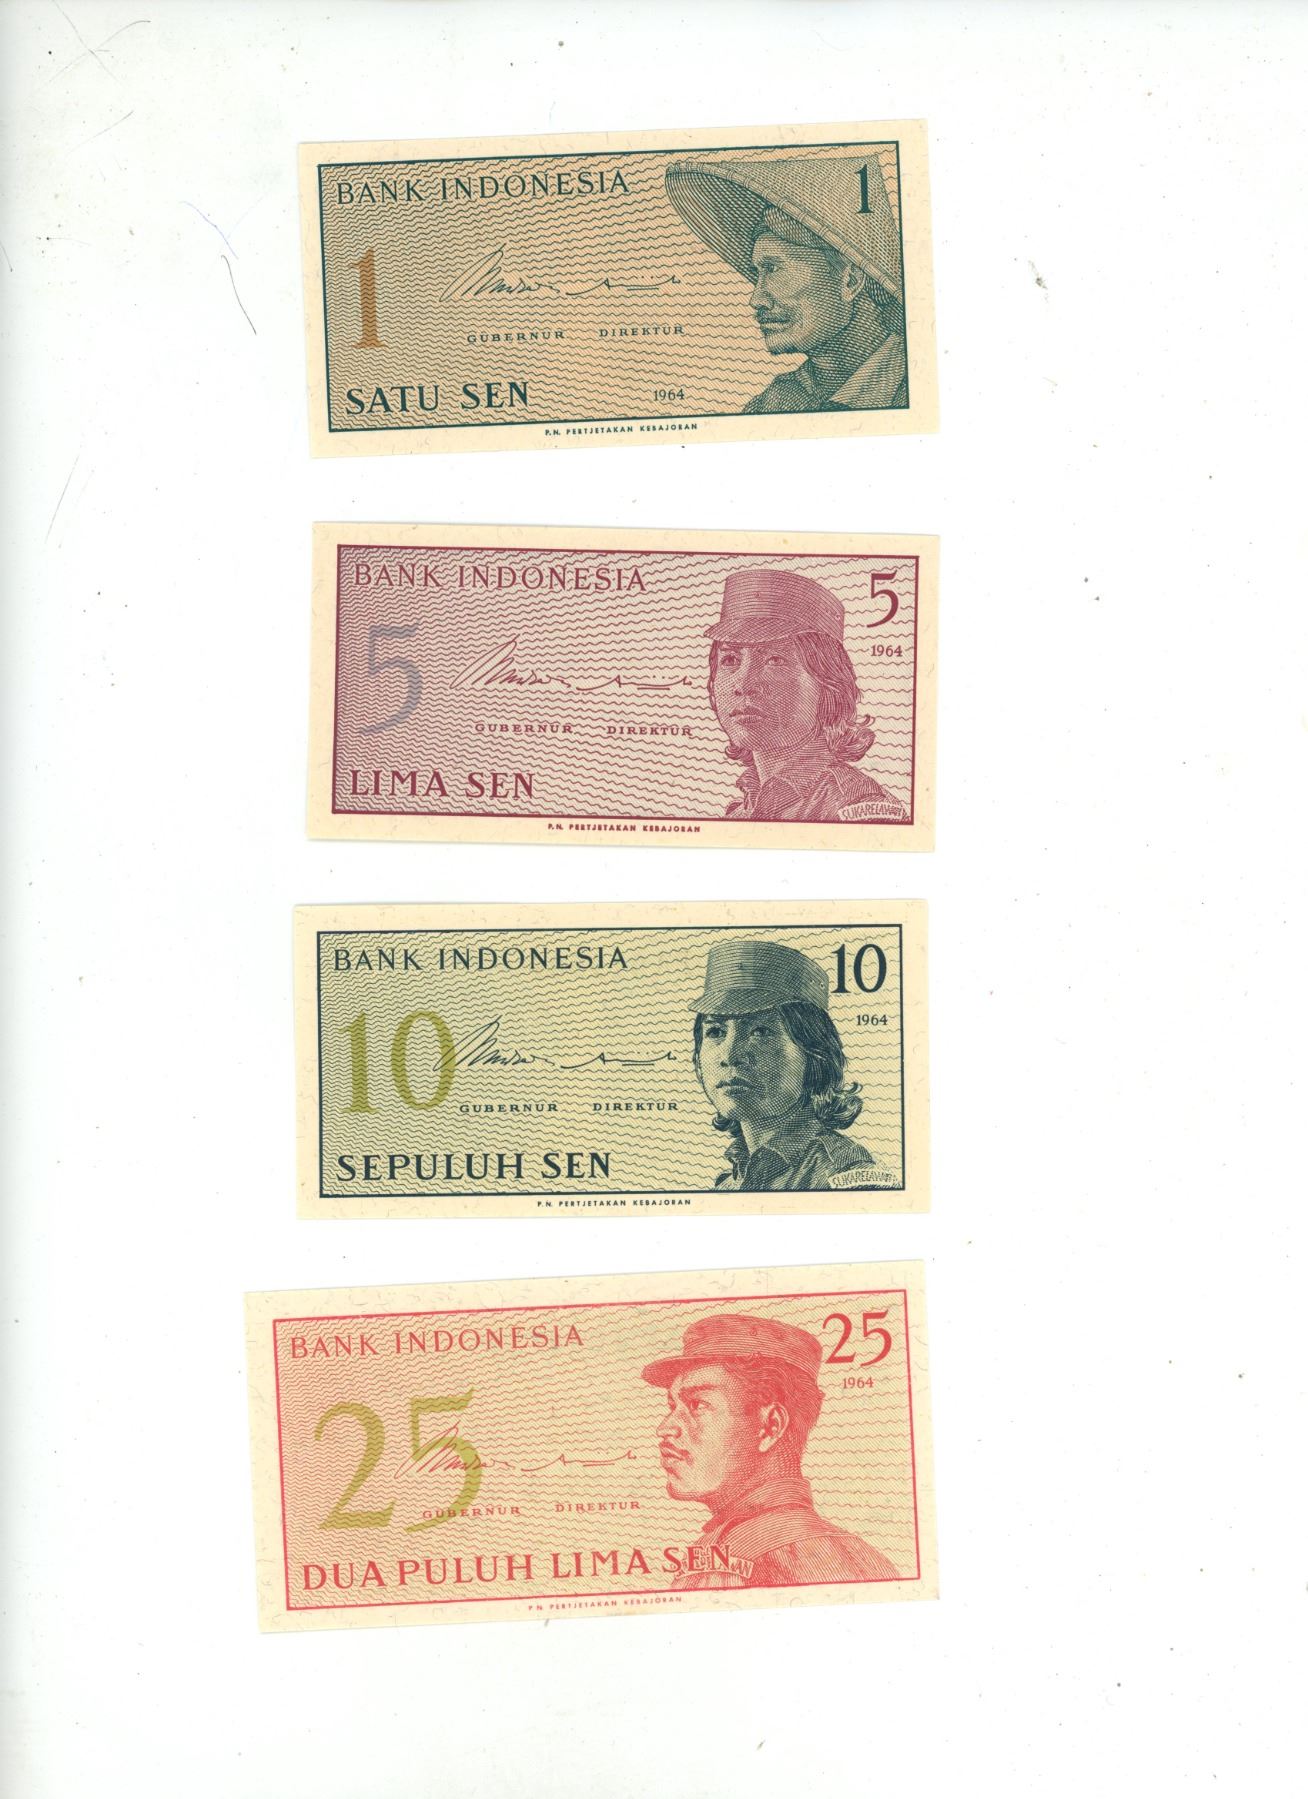 BANK INDONESIA
1
1
GUBERNUR DIREKTUR
SATU SEN
1964
P.N. PERTJETAKAN KEBAJORAN
BANK INDONESIA
5
1964
5
GUBERNUR DIREKTUR
LIMA SEN
SUKARELAWAN
P.N. PERTJETAKAN KEBAJORAN
BANK INDONESIA
10
1964
10
GUBERNUR DIREKTUR
SEPULUH SEN
SUKARELAWAN
P.N. PERTJETAKAN KEBAJORAN
BANK INDONESIA
25
1964
25
GUBERNUR DIREKTUR
DUA PULUH LIMA SEN
P.N. PERTJETAKAN KEBAJORAN